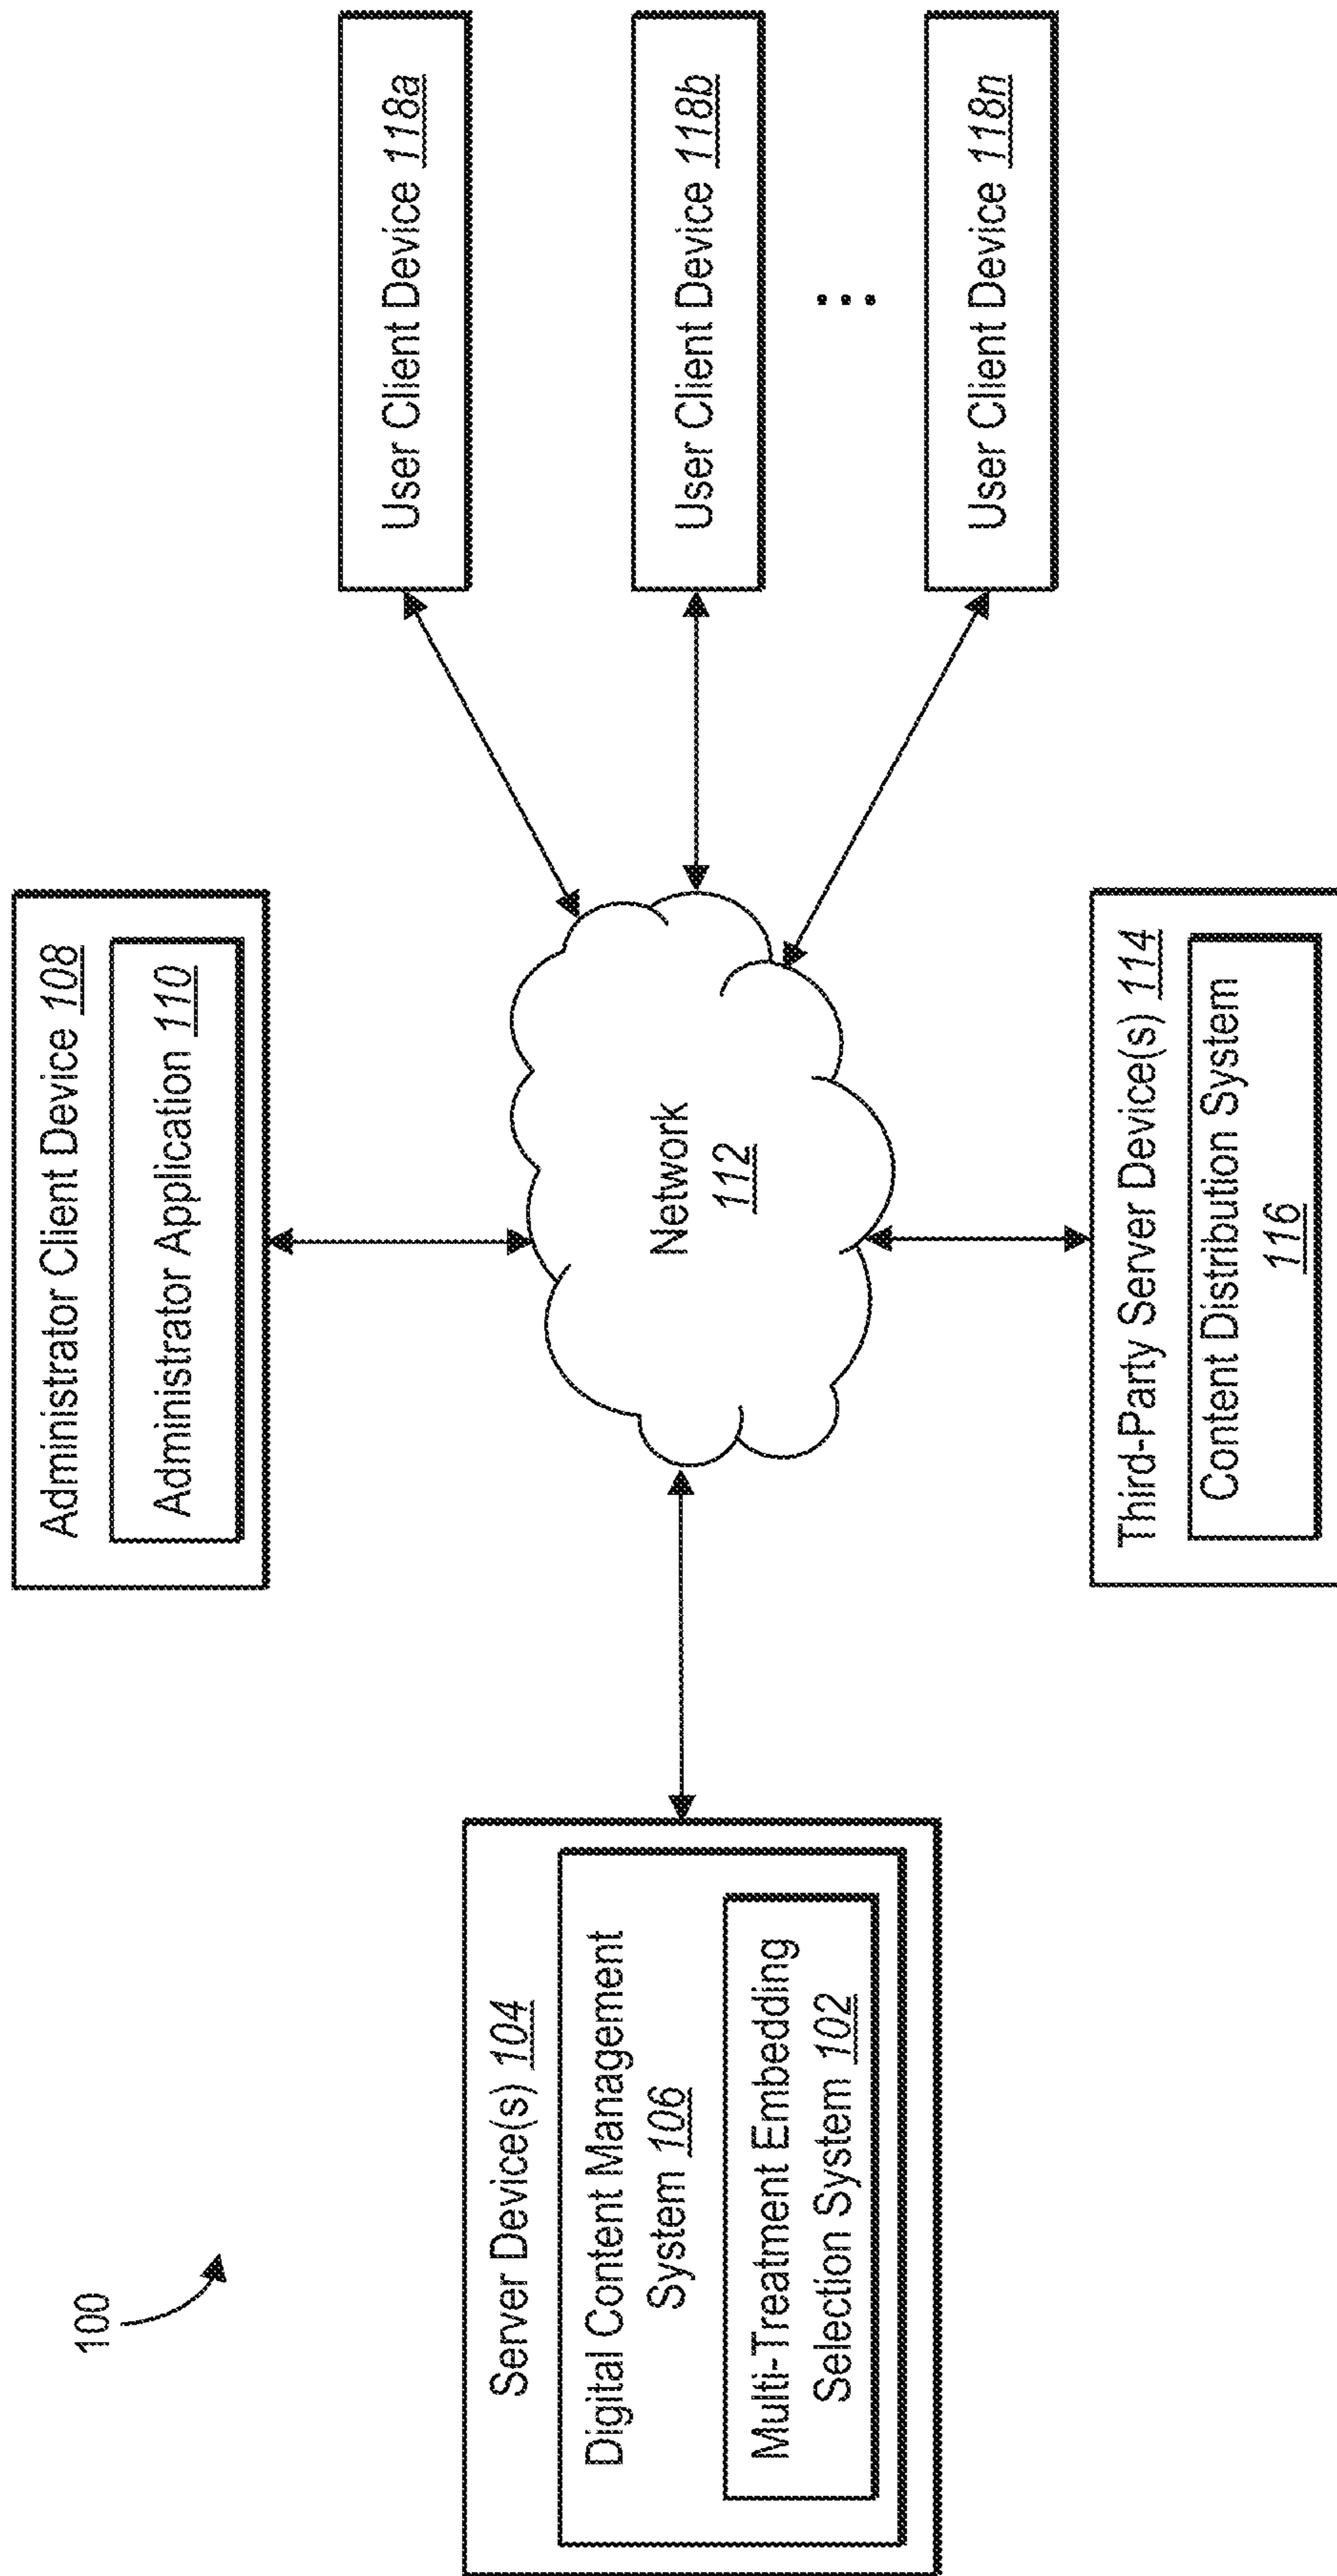 100
Administrator Client Device 108
Administrator Application 110
Server Device(s) 104
Digital Content Management
System 106
Multi-Treatment Embedding
Selection System 102
Network
112
User Client Device 118a
User Client Device 118b
...
User Client Device 118n
Third-Party Server Device(s) 114
Content Distribution System
116